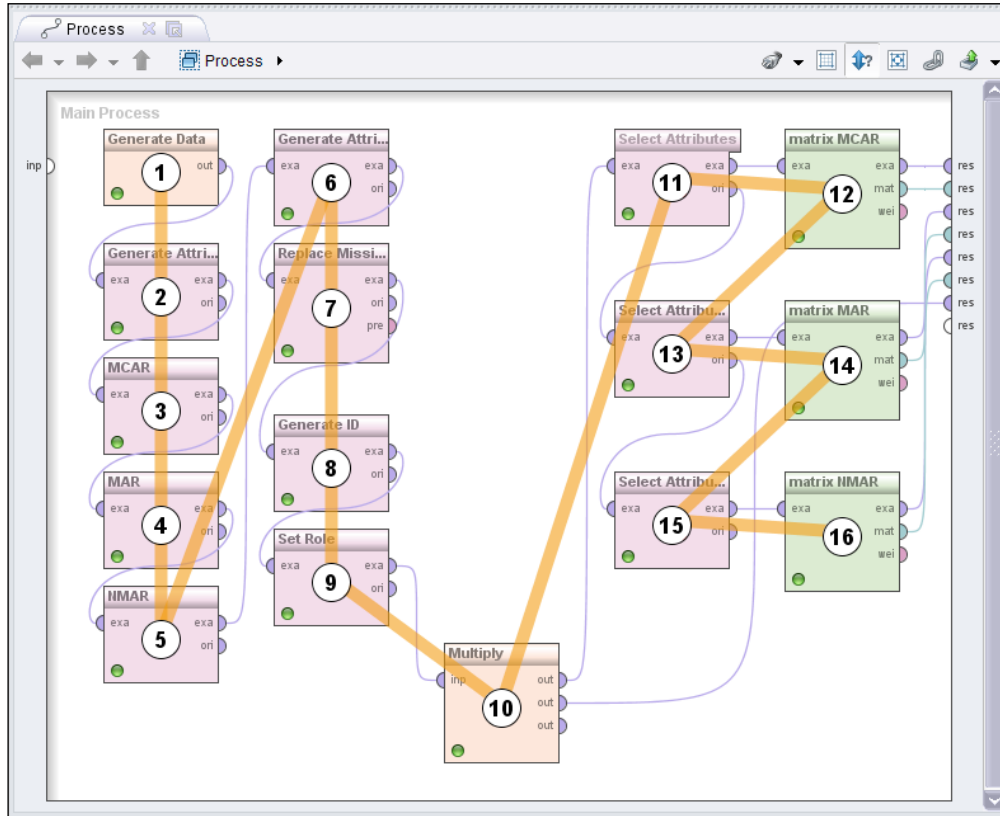 Process
Process
Main Process
inp
Generate Data
1
out
Generate Attri...
2
exa
exa
ori
MCAR
3
exa
exa
ori
MAR
4
exa
exa
ori
NMAR
5
exa
exa
ori
Generate Attri...
6
exa
exa
ori
Replace Missi...
7
exa
exa
ori
pre
Generate ID
8
exa
exa
ori
Set Role
9
exa
exa
ori
Multiply
10
inp
out
out
out
Select Attributes
11
exa
exa
ori
matrix MCAR
12
exa
exa
mat
wei
Select Attribu...
13
exa
exa
ori
matrix MAR
14
exa
exa
mat
wei
Select Attribu...
15
exa
exa
ori
matrix NMAR
16
exa
exa
mat
wei
res
res
res
res
res
res
res
res